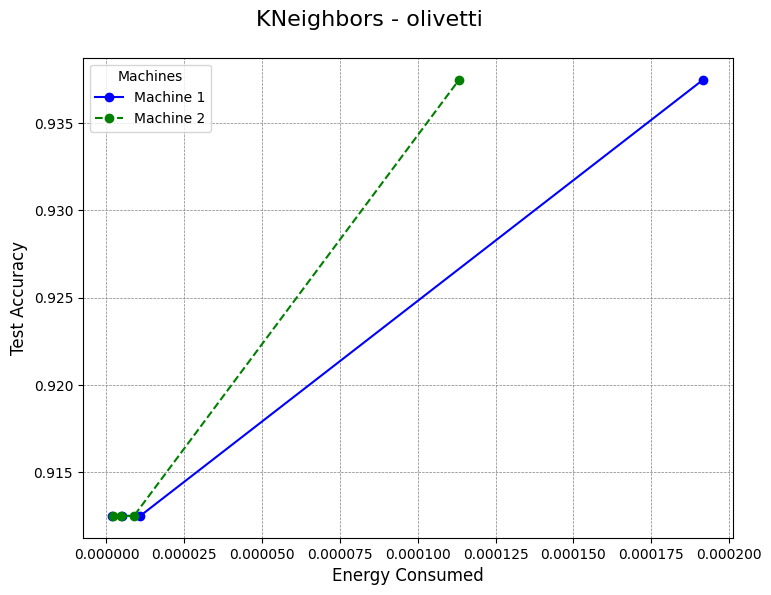 KNeighbors - olivetti
Machines
Machine 1
Machine 2
0.935
0.930
0.925
0.920
0.915
Test Accuracy
0.000000 0.000025 0.000050 0.000075 0.000100 0.000125 0.000150 0.000175 0.000200
Energy Consumed